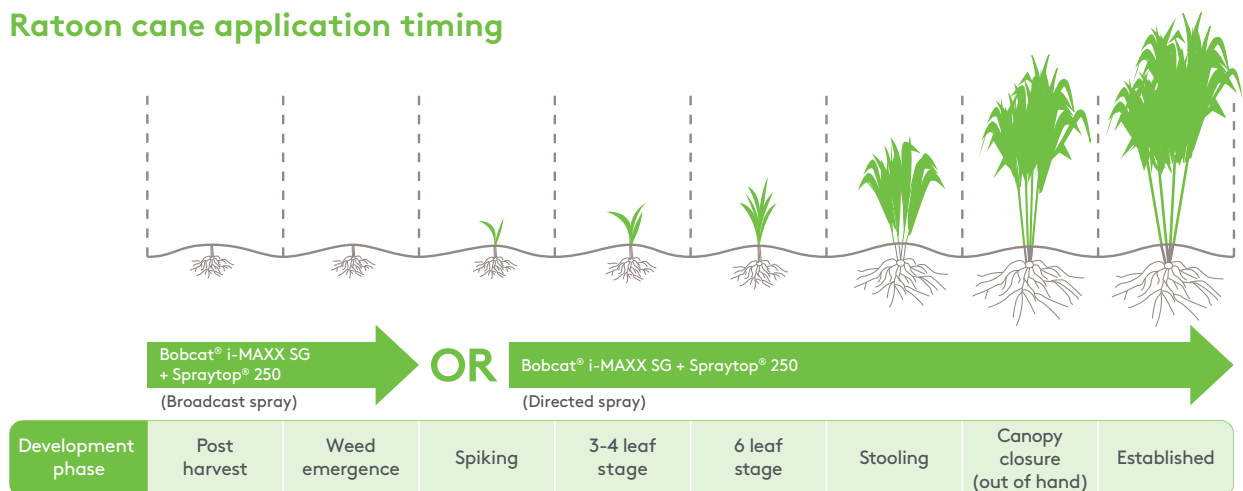 Ratoon cane application timing
Bobcat® i-MAXX SG
+ Spraytop® 250
(Broadcast spray)
OR
Bobcat® i-MAXX SG + Spraytop® 250
(Directed spray)
Development
phase
Post
harvest
Weed
emergence
Spiking
3-4 leaf
stage
6 leaf
stage
Stooling
Canopy
closure
(out of hand)
Established